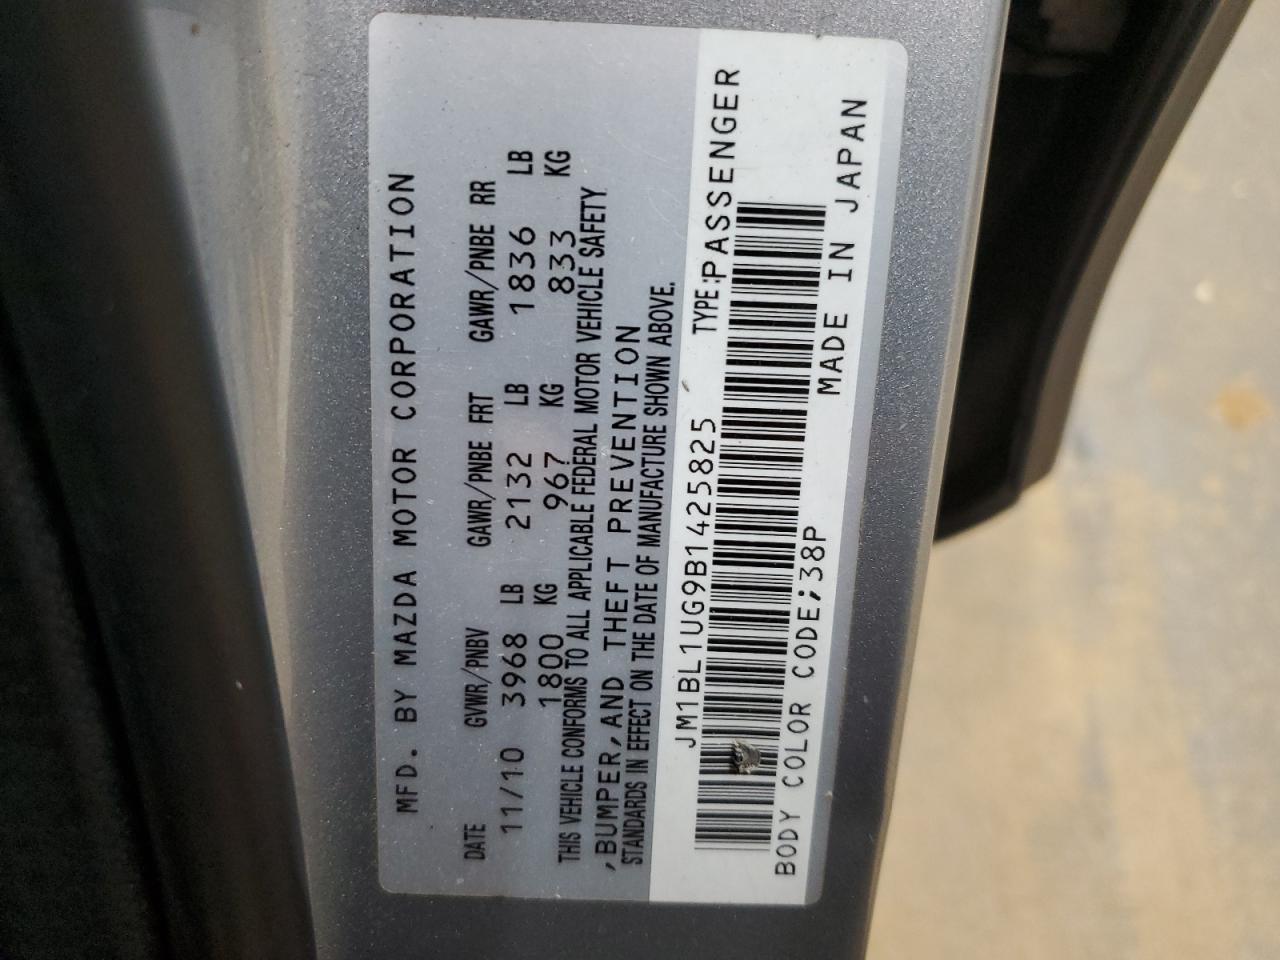 MFD. BY MAZDA MOTOR CORPORATION
DATE GVWR/PNBV GAWR/PNBE FRT GAWR/PNBE RR
11/10 3968 LB 2132 LB 1836 LB
1800 KG 967 KG 833 KG
THIS VEHICLE CONFORMS TO ALL APPLICABLE FEDERAL MOTOR VEHICLE SAFETY
,BUMPER,AND THEFT PREVENTION
STANDARDS IN EFFECT ON THE DATE OF MANUFACTURE SHOWN ABOVE.
JM1BL1UG9B1425825 TYPE:PASSENGER
BODY COLOR CODE;38P MADE IN JAPAN